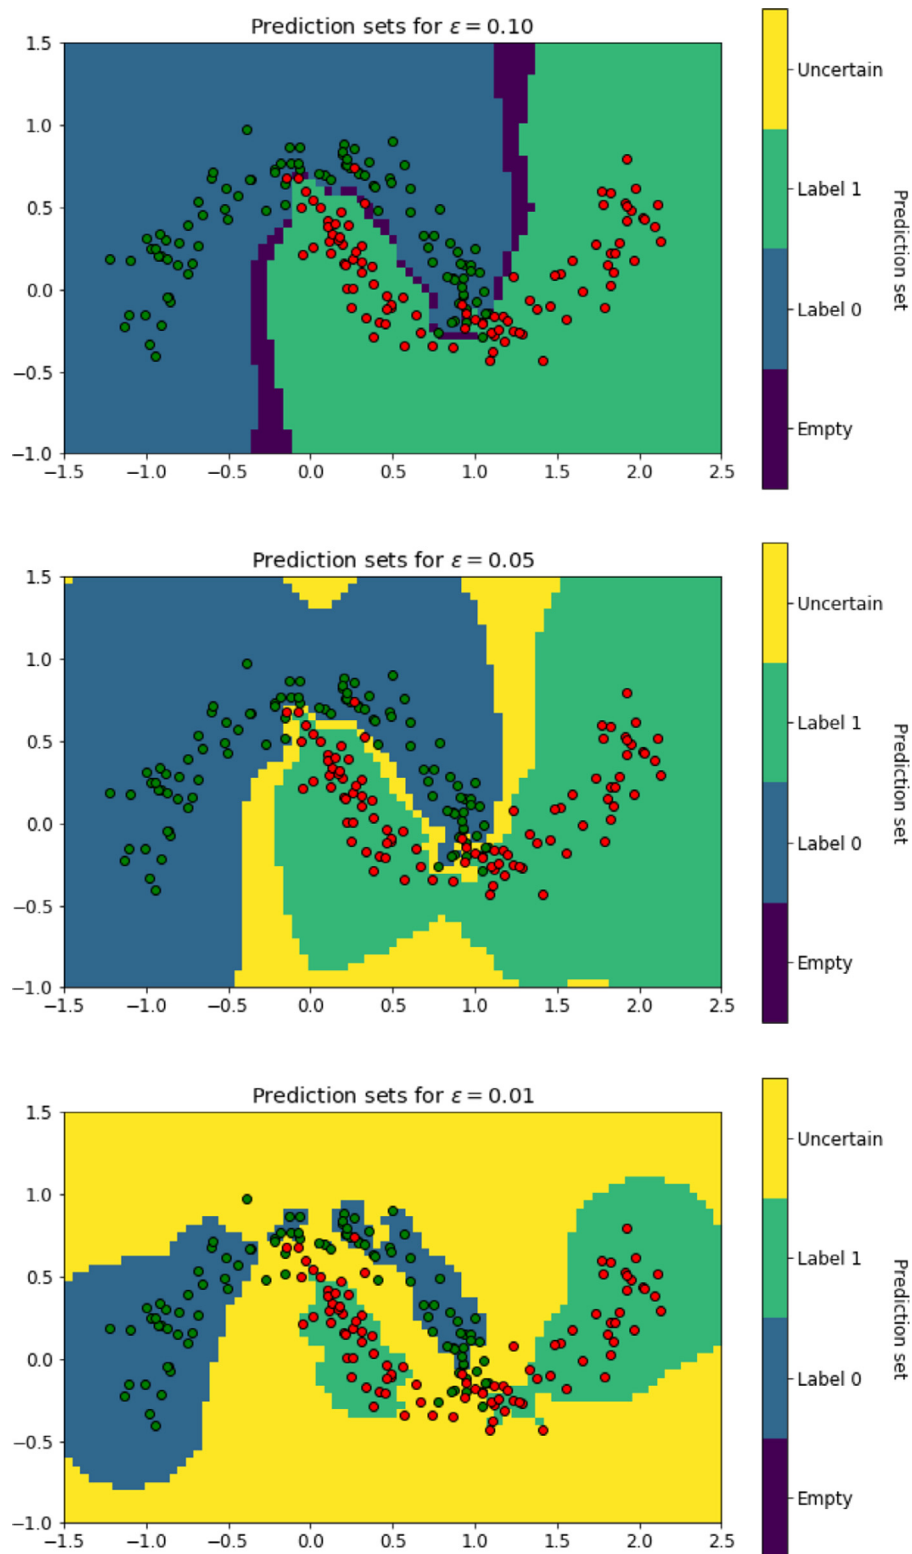 Prediction sets for ε = 0.10
1.5
1.0
0.5
0.0
−0.5
−1.0
−1.5 −1.0 −0.5 0.0 0.5 1.0 1.5 2.0 2.5
Uncertain
Label 1
Label 0
Empty
Prediction set
Prediction sets for ε = 0.05
1.5
1.0
0.5
0.0
−0.5
−1.0
−1.5 −1.0 −0.5 0.0 0.5 1.0 1.5 2.0 2.5
Uncertain
Label 1
Label 0
Empty
Prediction set
Prediction sets for ε = 0.01
1.5
1.0
0.5
0.0
−0.5
−1.0
−1.5 −1.0 −0.5 0.0 0.5 1.0 1.5 2.0 2.5
Uncertain
Label 1
Label 0
Empty
Prediction set